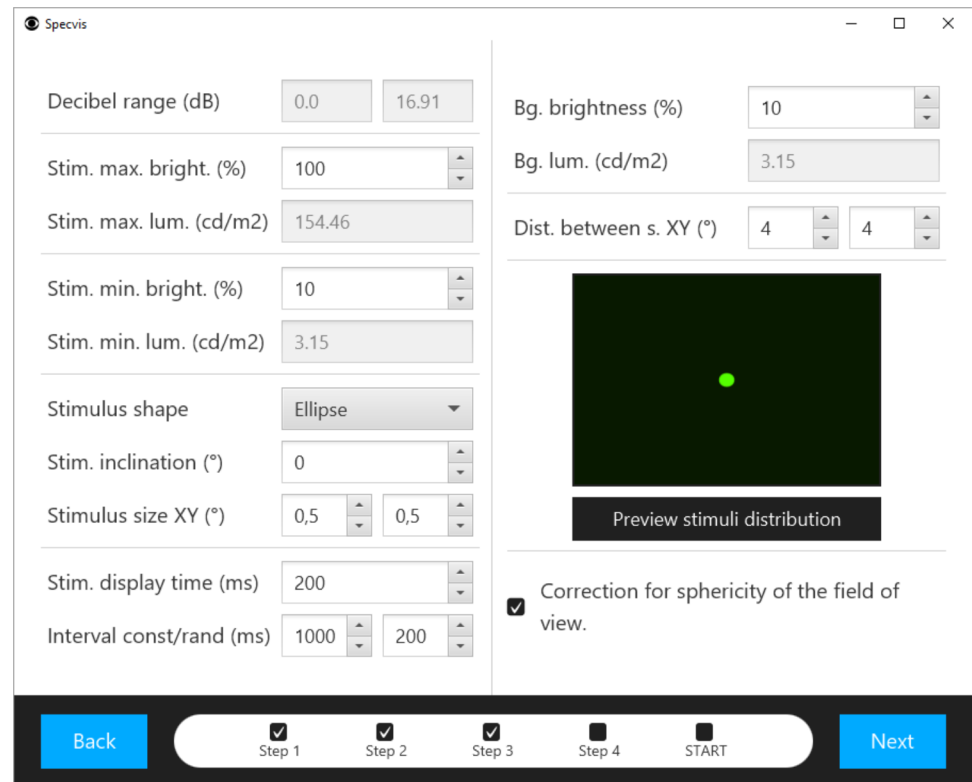 Specvis
Decibel range (dB) 0.0 16.91
Stim. max. bright. (%) 100
Stim. max. lum. (cd/m2) 154.46
Stim. min. bright. (%) 10
Stim. min. lum. (cd/m2) 3.15
Stimulus shape Ellipse
Stim. inclination (°) 0
Stimulus size XY (°) 0,5 0,5
Stim. display time (ms) 200
Interval const/rand (ms) 1000 200
Bg. brightness (%) 10
Bg. lum. (cd/m2) 3.15
Dist. between s. XY (°) 4 4
Preview stimuli distribution
Correction for sphericity of the field of
view.
Back
Step 1 Step 2 Step 3 Step 4 START
Next